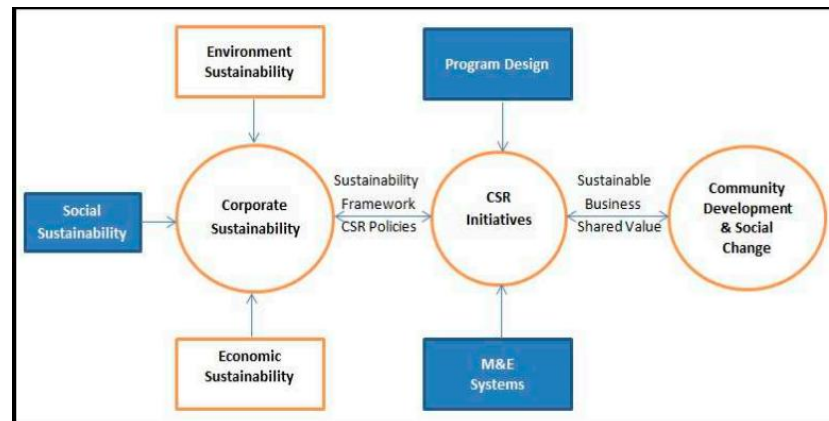 Environment
Sustainability
Program Design
Social
Sustainability
Corporate
Sustainability
Sustainability
Framework
CSR Policies
CSR
Initiatives
Sustainable
Business
Shared Value
Community
Development
& Social
Change
Economic
Sustainability
M&E
Systems